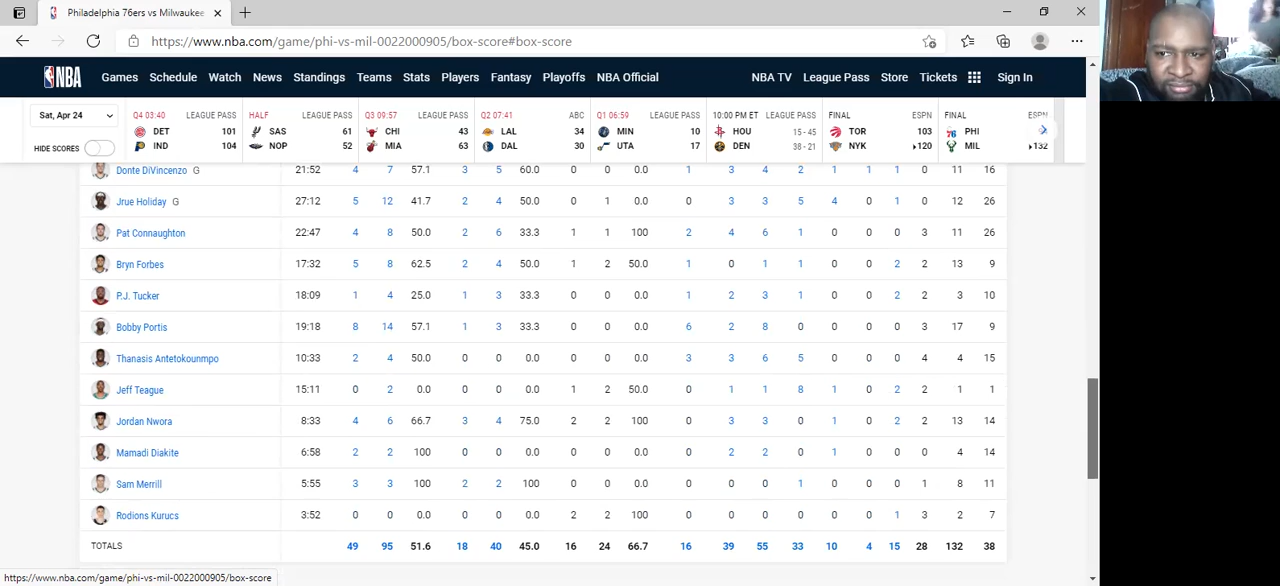 Philadelphia 76ers vs Milwaukee
https://www.nba.com/game/phi-vs-mil-0022000905/box-score#box-score
NBA Games Schedule Watch News Standings Teams Stats Players Fantasy Playoffs NBA Official NBA TV League Pass Store Tickets Sign In
Sat, Apr 24
HIDE SCORES
Q4 03:40 LEAGUE PASS
DET 101
IND 104
HALF LEAGUE PASS
SAS 61
NOP 52
Q3 09:57 LEAGUE PASS
CHI 43
MIA 63
Q2 07:41 ABC
LAL 34
DAL 30
Q1 06:59 LEAGUE PASS
MIN 10
UTA 17
10:00 PM ET LEAGUE PASS
HOU 15 - 45
DEN 38 - 21
FINAL ESPN
TOR 103
NYK 120
FINAL ESPN
PHI
MIL 132
Donte DiVincenzo G 21:52 4 7 57.1 3 5 60.0 0 0 0.0 1 3 4 2 1 1 1 0 11 16
Jrue Holiday G 27:12 5 12 41.7 2 4 50.0 0 1 0.0 0 3 3 5 4 0 1 0 12 26
Pat Connaughton 22:47 4 8 50.0 2 6 33.3 1 1 100 2 4 6 1 0 0 0 3 11 26
Bryn Forbes 17:32 5 8 62.5 2 4 50.0 1 2 50.0 1 0 1 1 0 0 2 2 13 9
P.J. Tucker 18:09 1 4 25.0 1 3 33.3 0 0 0.0 1 2 3 1 0 0 2 2 3 10
Bobby Portis 19:18 8 14 57.1 1 3 33.3 0 0 0.0 6 2 8 0 0 0 0 3 17 9
Thanasis Antetokounmpo 10:33 2 4 50.0 0 0 0.0 0 0 0.0 3 3 6 5 0 0 0 4 4 15
Jeff Teague 15:11 0 2 0.0 0 0 0.0 1 2 50.0 0 1 1 8 1 0 2 2 1 1
Jordan Nwora 8:33 4 6 66.7 3 4 75.0 2 2 100 0 3 3 0 1 0 2 2 13 14
Mamadi Diakite 6:58 2 2 100 0 0 0.0 0 0 0.0 0 2 2 0 1 0 0 0 4 14
Sam Merrill 5:55 3 3 100 2 2 100 0 0 0.0 0 0 0 1 0 0 0 1 8 11
Rodions Kurucs 3:52 0 0 0.0 0 0 0.0 2 2 100 0 0 0 0 0 0 1 3 2 7
TOTALS 49 95 51.6 18 40 45.0 16 24 66.7 16 39 55 33 10 4 15 28 132 38
https://www.nba.com/game/phi-vs-mil-0022000905/box-score